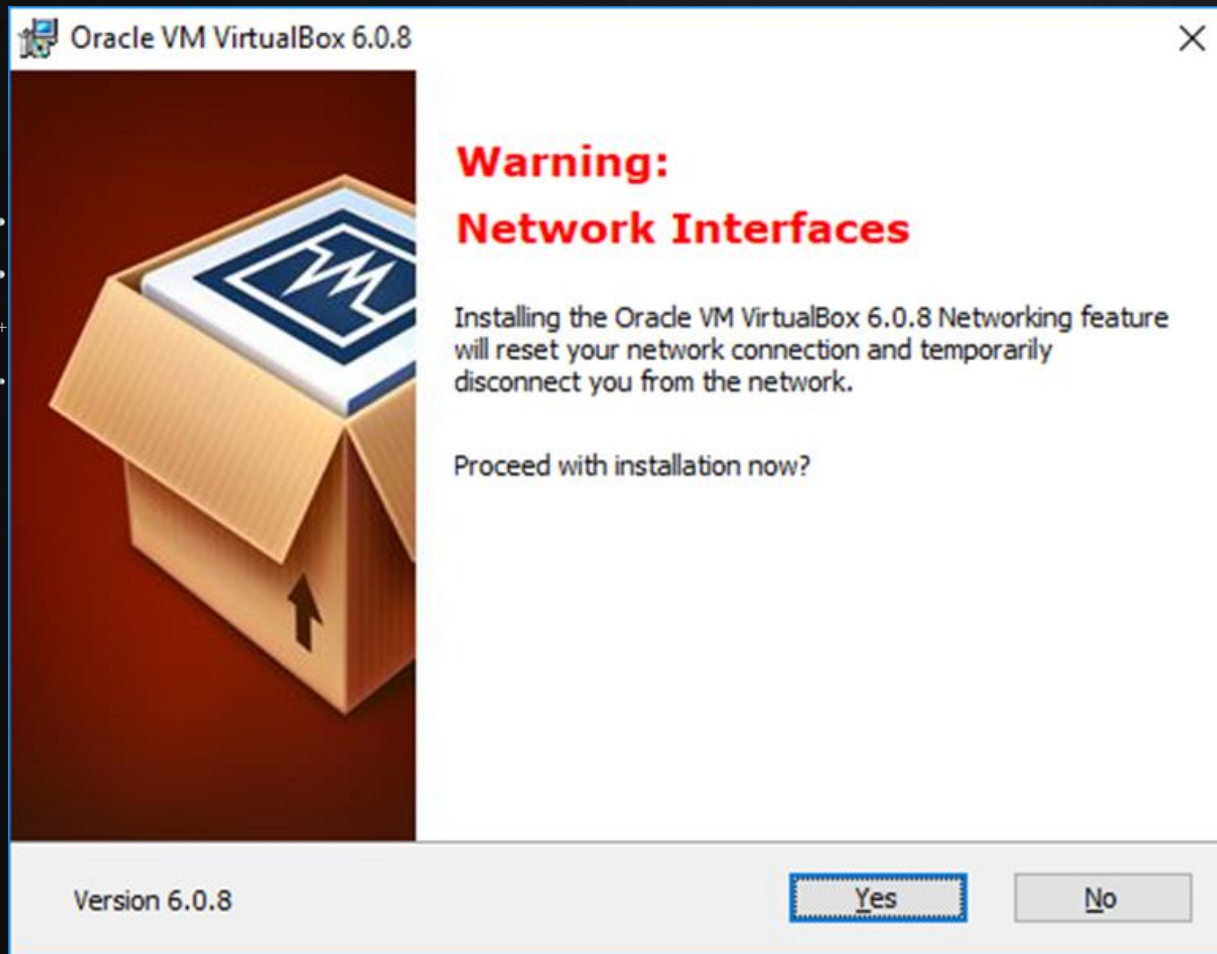 Oracle VM VirtualBox 6.0.8
Warning:
Network Interfaces
Installing the Oracle VM VirtualBox 6.0.8 Networking feature
will reset your network connection and temporarily
disconnect you from the network.
Proceed with installation now?
Version 6.0.8
Yes
No